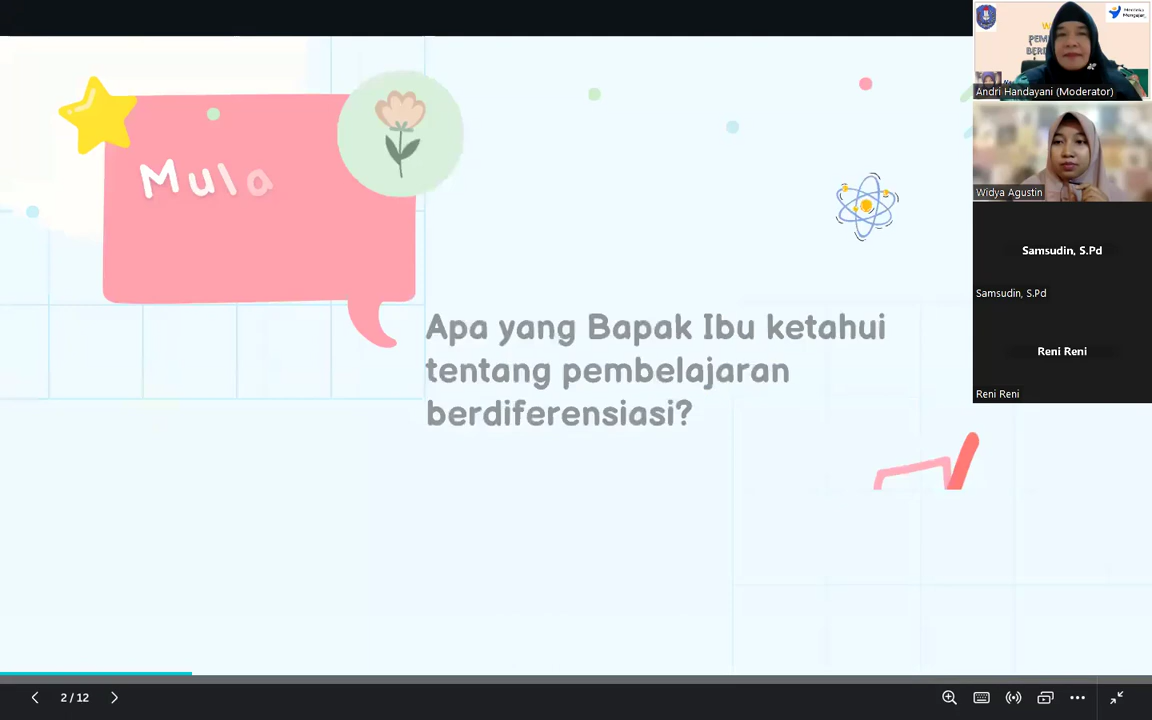 Mula
Apa yang Bapak Ibu ketahui
tentang pembelajaran
berdiferensiasi?
2 / 12
Andri Handayani (Moderator)
Widya Agustin
Samsudin, S.Pd
Samsudin, S.Pd
Reni Reni
Reni Reni